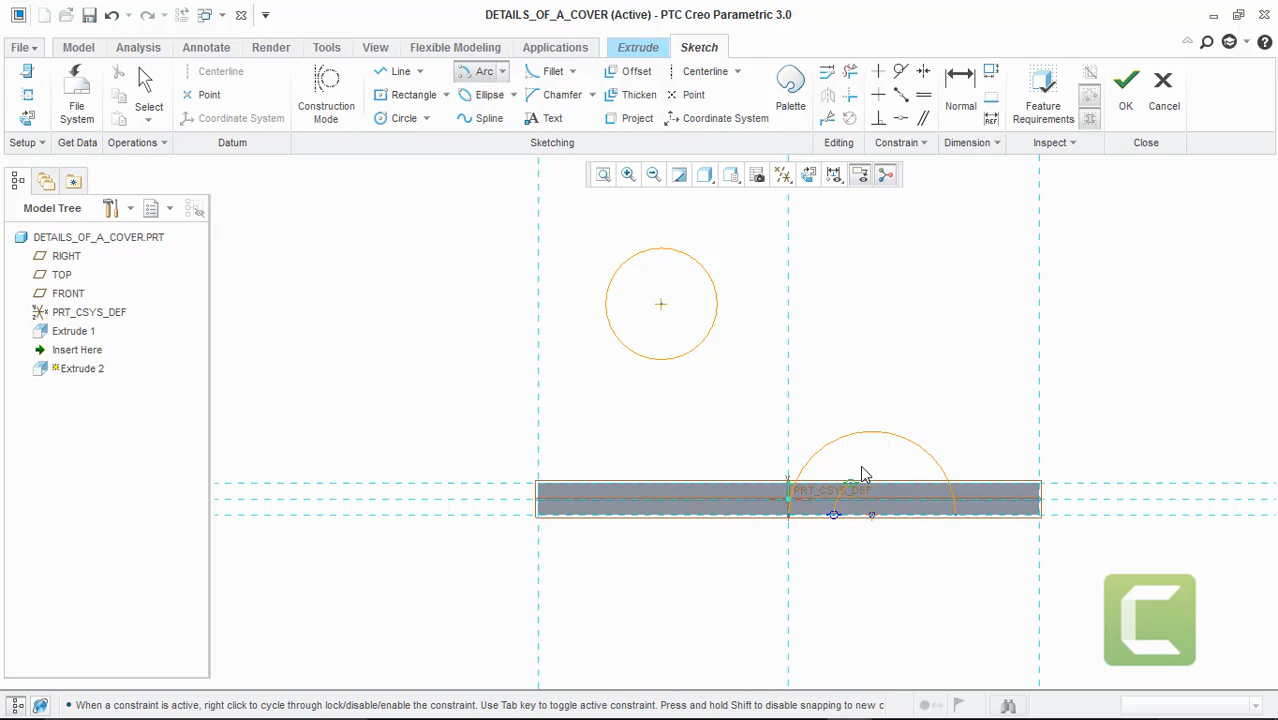 DETAILS_OF_A_COVER (Active) - PTC Creo Parametric 3.0
File Model Analysis Annotate Render Tools View Flexible Modeling Applications Extrude Sketch
Centerline Line Arc Fillet Offset Centerline
Point Rectangle Ellipse Chamfer Thicken Point
Coordinate System Circle Spline Text Project Coordinate System
File System Select Construction Mode Palette Normal Feature Requirements OK Cancel
Setup Get Data Operations Datum Sketching Editing Constrain Dimension Inspect Close
Model Tree
DETAILS_OF_A_COVER.PRT
RIGHT
TOP
FRONT
PRT_CSYS_DEF
Extrude 1
Insert Here
Extrude 2
PRT_CSYS_DEF
When a constraint is active, right click to cycle through lock/disable/enable the constraint. Use Tab key to toggle active constraint. Press and hold Shift to disable snapping to new c